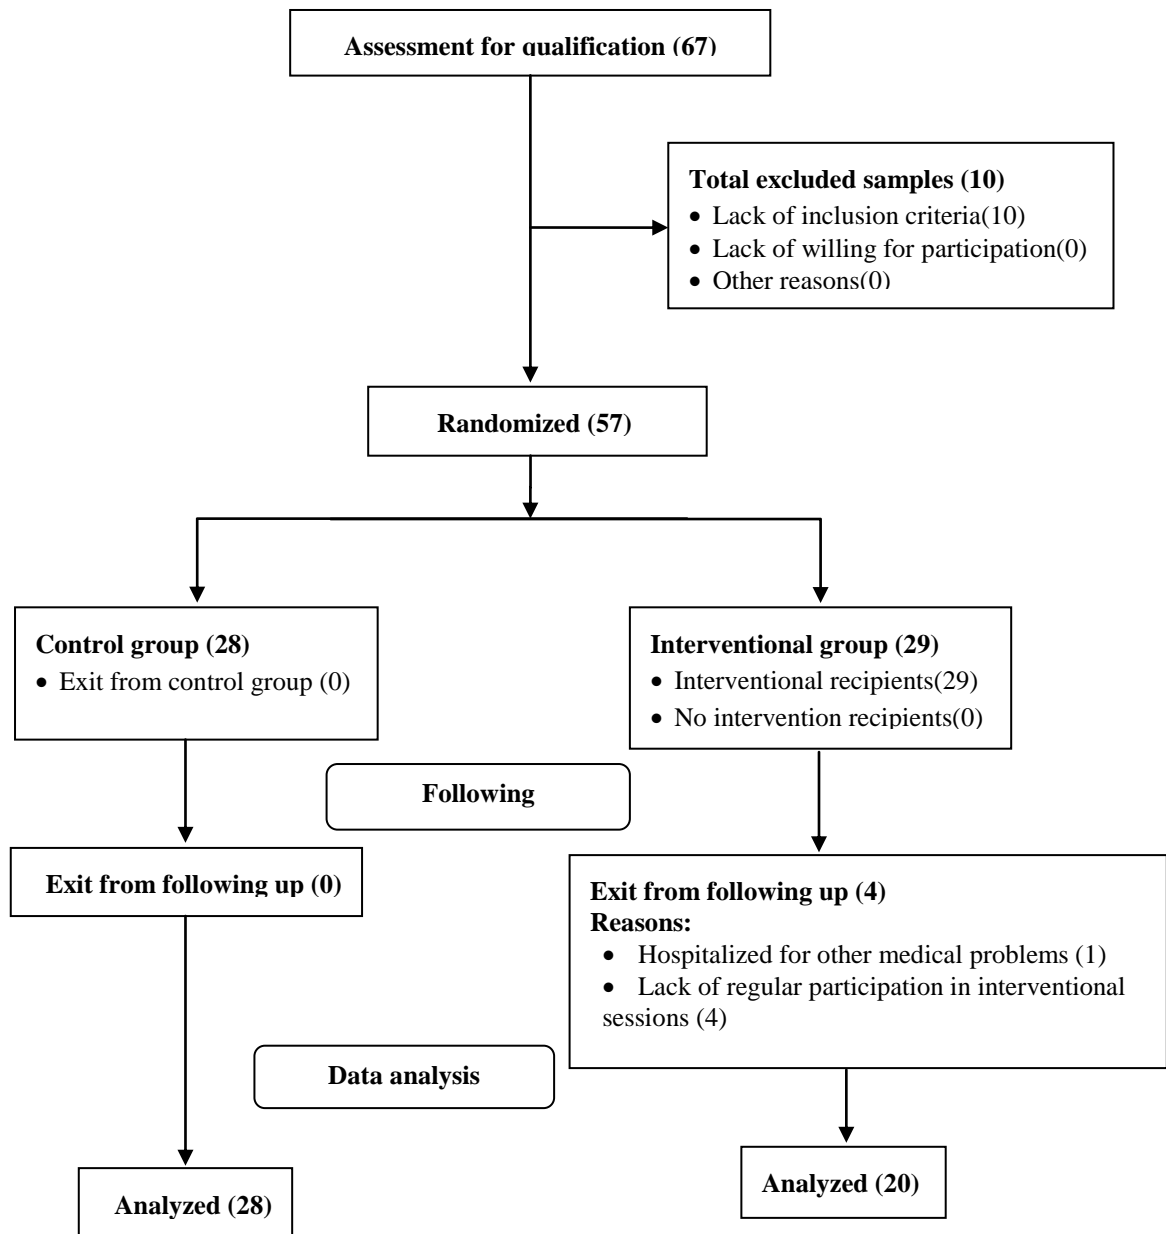 Assessment for qualification (67)
Total excluded samples (10)
• Lack of inclusion criteria(10)
• Lack of willing for participation(0)
• Other reasons(0)
Randomized (57)
Control group (28)
• Exit from control group (0)
Interventional group (29)
• Interventional recipients(29)
• No intervention recipients(0)
Following
Exit from following up (0)
Exit from following up (4)
Reasons:
• Hospitalized for other medical problems (1)
• Lack of regular participation in interventional
sessions (4)
Data analysis
Analyzed (28)
Analyzed (20)